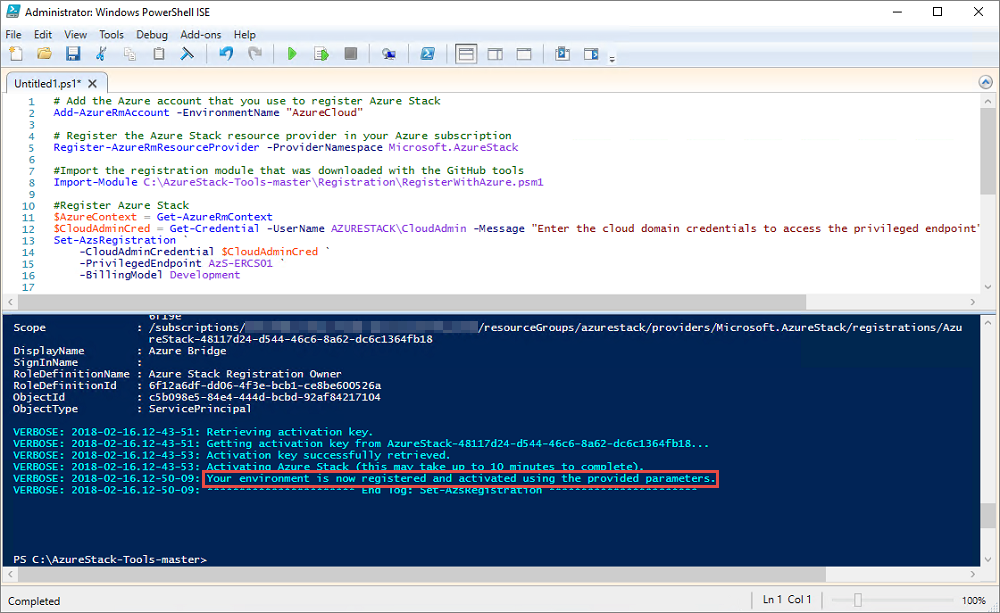 Administrator: Windows PowerShell ISE
File Edit View Tools Debug Add-ons Help
Untitled1.ps1*
1 # Add the Azure account that you use to register Azure Stack
2 Add-AzureRmAccount -EnvironmentName "AzureCloud"
3
4 # Register the Azure Stack resource provider in your Azure subscription
5 Register-AzureRmResourceProvider -ProviderNamespace Microsoft.AzureStack
6
7 #Import the registration module that was downloaded with the GitHub tools
8 Import-Module C:\AzureStack-Tools-master\Registration\RegisterWithAzure.psm1
9
10 #Register Azure Stack
11 $AzureContext = Get-AzureRmContext
12 $CloudAdminCred = Get-Credential -UserName AZURESTACK\CloudAdmin -Message "Enter the cloud domain credentials to access the privileged endpoint"
13 Set-AzsRegistration `
14 -CloudAdminCredential $CloudAdminCred `
15 -PrivilegedEndpoint AzS-ERCS01 `
16 -BillingModel Development
17
6f19e
Scope : /subscriptions/ /resourceGroups/azurestack/providers/Microsoft.AzureStack/registrations/Azu
reStack-48117d24-d544-46c6-8a62-dc6c1364fb18
DisplayName : Azure Bridge
SignInName :
RoleDefinitionName : Azure Stack Registration Owner
RoleDefinitionId : 6f12a6df-dd06-4f3e-bcb1-ce8be600526a
ObjectId : c5b098e5-84e4-444d-bcbd-92af84217104
ObjectType : ServicePrincipal
VERBOSE: 2018-02-16.12-43-51: Retrieving activation key.
VERBOSE: 2018-02-16.12-43-51: Getting activation key from AzureStack-48117d24-d544-46c6-8a62-dc6c1364fb18...
VERBOSE: 2018-02-16.12-43-53: Activation key successfully retrieved.
VERBOSE: 2018-02-16.12-43-53: Activating Azure Stack (this may take up to 10 minutes to complete).
VERBOSE: 2018-02-16.12-50-09: Your environment is now registered and activated using the provided parameters.
VERBOSE: 2018-02-16.12-50-09: *********************** End log: Set-AzsRegistration ***********************
PS C:\AzureStack-Tools-master>
Completed
Ln 1 Col 1
100%